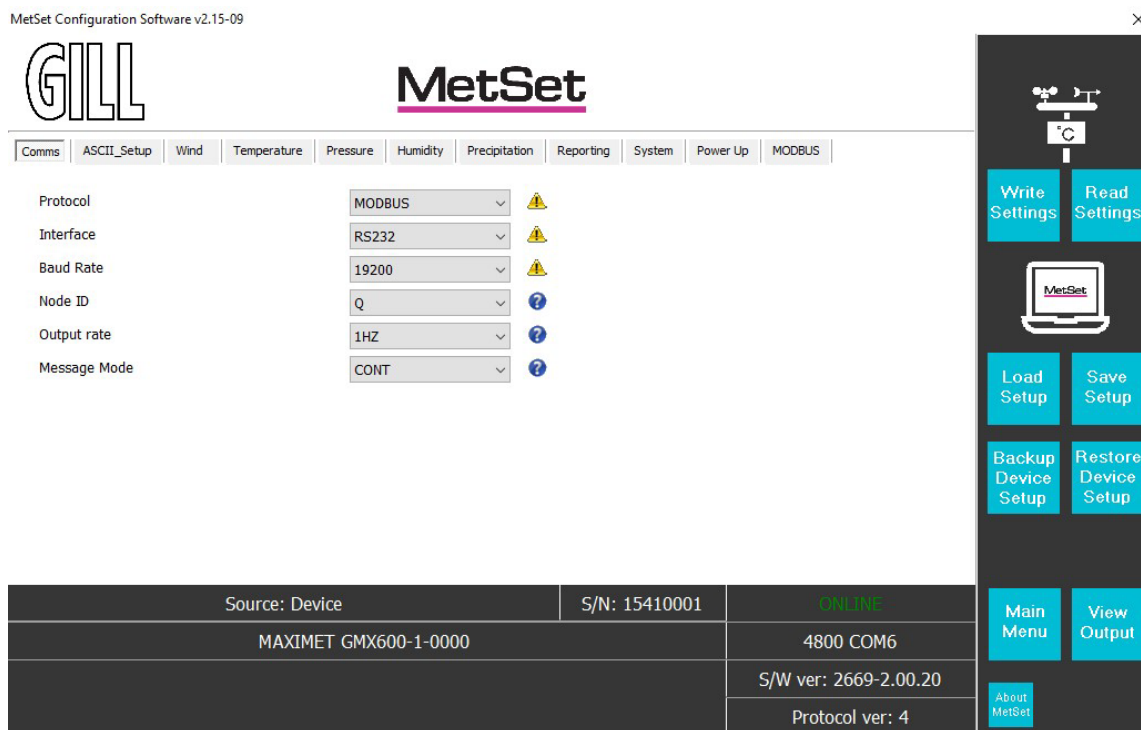 MetSet Configuration Software v2.15-09
GILL
MetSet
Comms ASCII_Setup Wind Temperature Pressure Humidity Precipitation Reporting System Power Up MODBUS
Protocol MODBUS
Interface RS232
Baud Rate 19200
Node ID Q
Output rate 1HZ
Message Mode CONT
°C
Write Settings
Read Settings
MetSet
Load Setup
Save Setup
Backup Device Setup
Restore Device Setup
Main Menu
View Output
About MetSet
Source: Device S/N: 15410001 ONLINE
MAXIMET GMX600-1-0000 4800 COM6
S/W ver: 2669-2.00.20
Protocol ver: 4